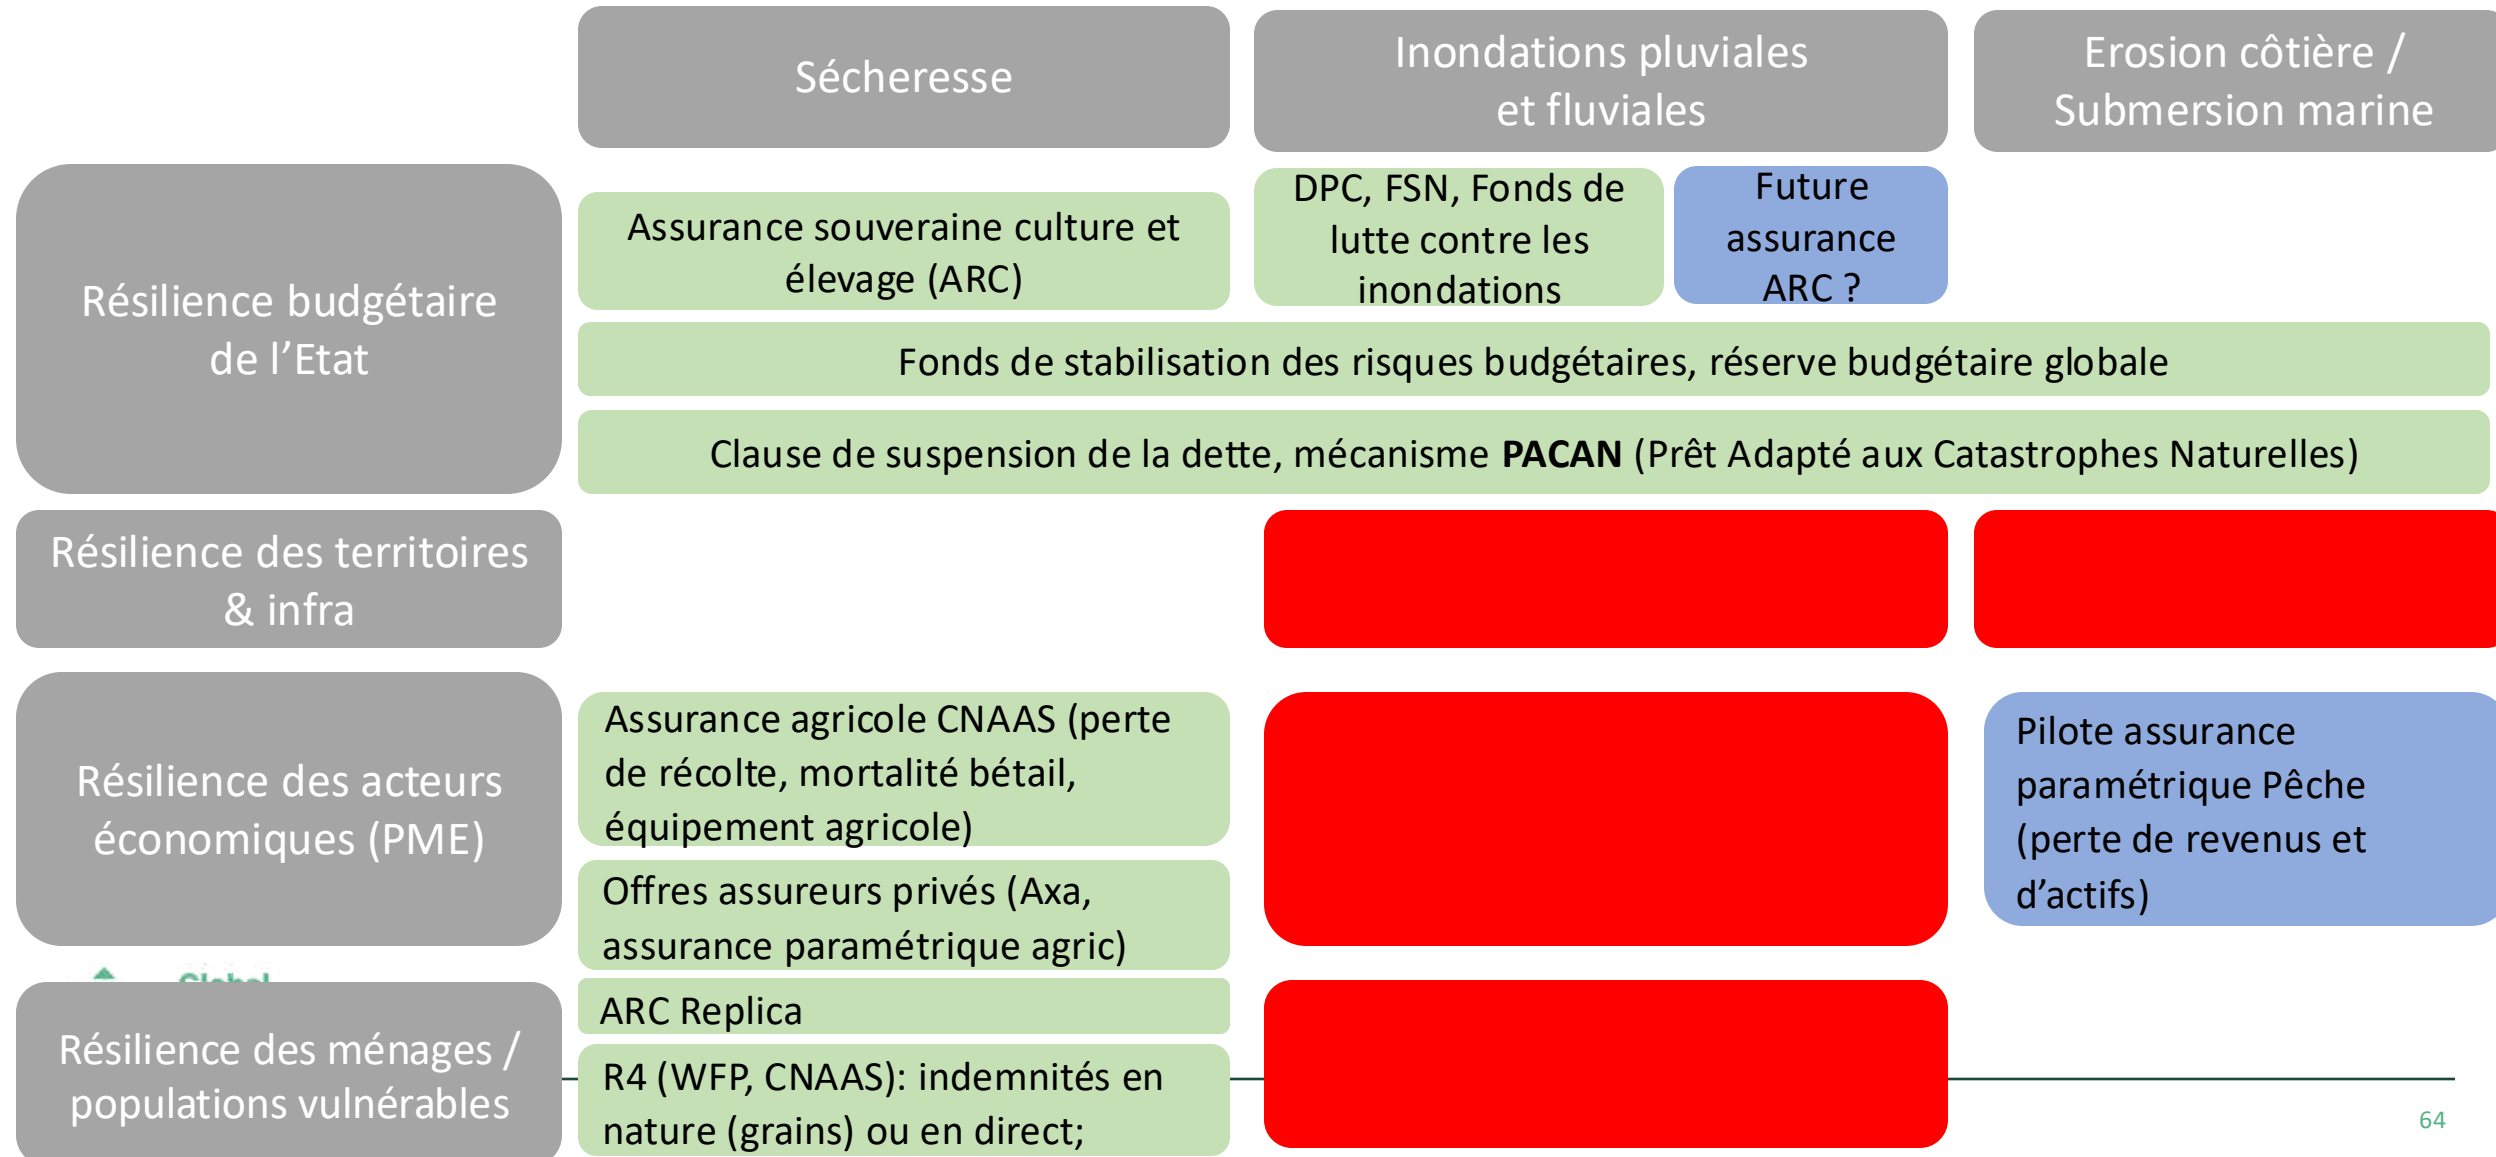 Sécheresse
Inondations pluviales
et fluviales
Erosion côtière /
Submersion marine
Résilience budgétaire
de l’Etat
Assurance souveraine culture et
élevage (ARC)
DPC, FSN, Fonds de
lutte contre les
inondations
Future
assurance
ARC ?
Fonds de stabilisation des risques budgétaires, réserve budgétaire globale
Clause de suspension de la dette, mécanisme PACAN (Prêt Adapté aux Catastrophes Naturelles)
Résilience des territoires
& infra
Résilience des acteurs
économiques (PME)
Assurance agricole CNAAS (perte
de récolte, mortalité bétail,
équipement agricole)
Offres assureurs privés (Axa,
assurance paramétrique agric)
Pilote assurance
paramétrique Pêche
(perte de revenus et
d’actifs)
Global
Résilience des ménages /
populations vulnérables
ARC Replica
R4 (WFP, CNAAS): indemnités en
nature (grains) ou en direct;
64